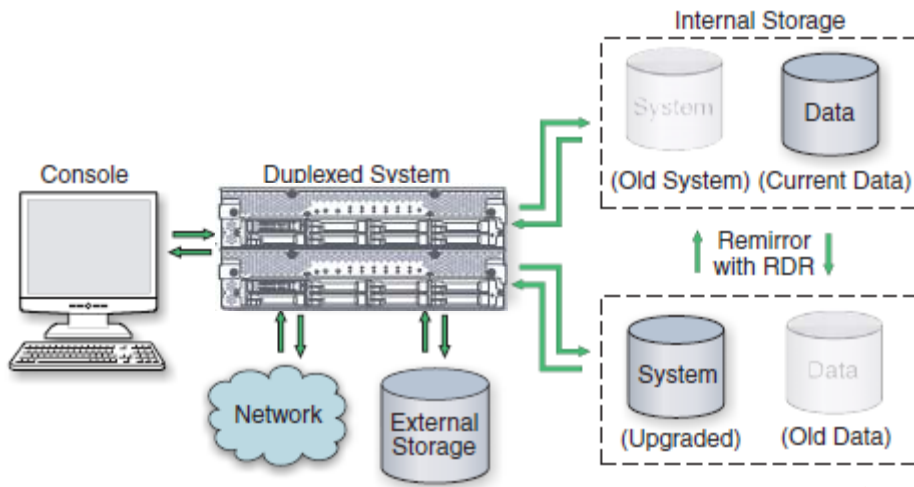 Internal Storage
System
Data
(Old System)
(Current Data)
Console
Duplexed System
Remirror
with RDR
System
Data
(Upgraded)
(Old Data)
Network
External
Storage